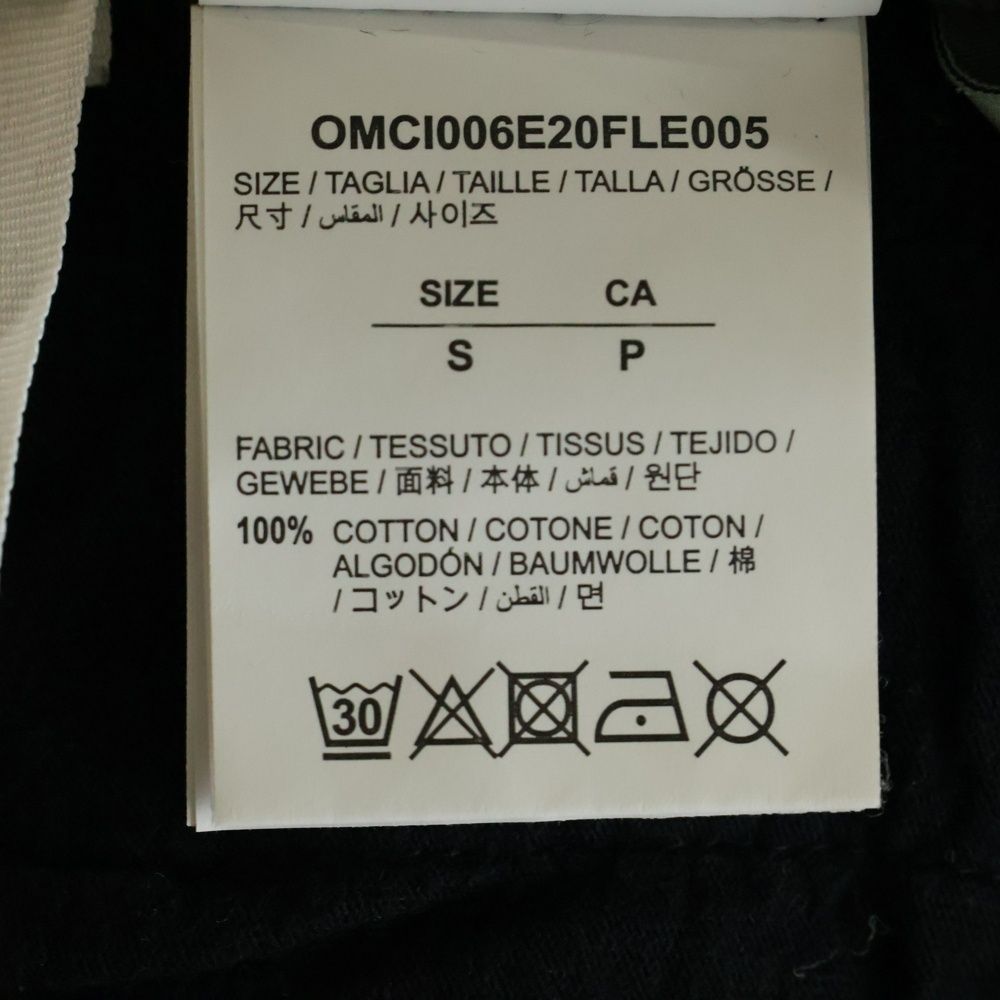 OMCI006E20FLE005
SIZE / TAGLIA / TAILLE / TALLA / GRÖSSE /
尺寸 / المقاس / 사이즈
SIZE CA
S P
FABRIC / TESSUTO / TISSUS / TEJIDO /
GEWEBE / 面料 / 本体 / قماش / 원단
100% COTTON / COTONE / COTON /
ALGODÓN / BAUMWOLLE / 棉
/ コットン / القطن / 면
30